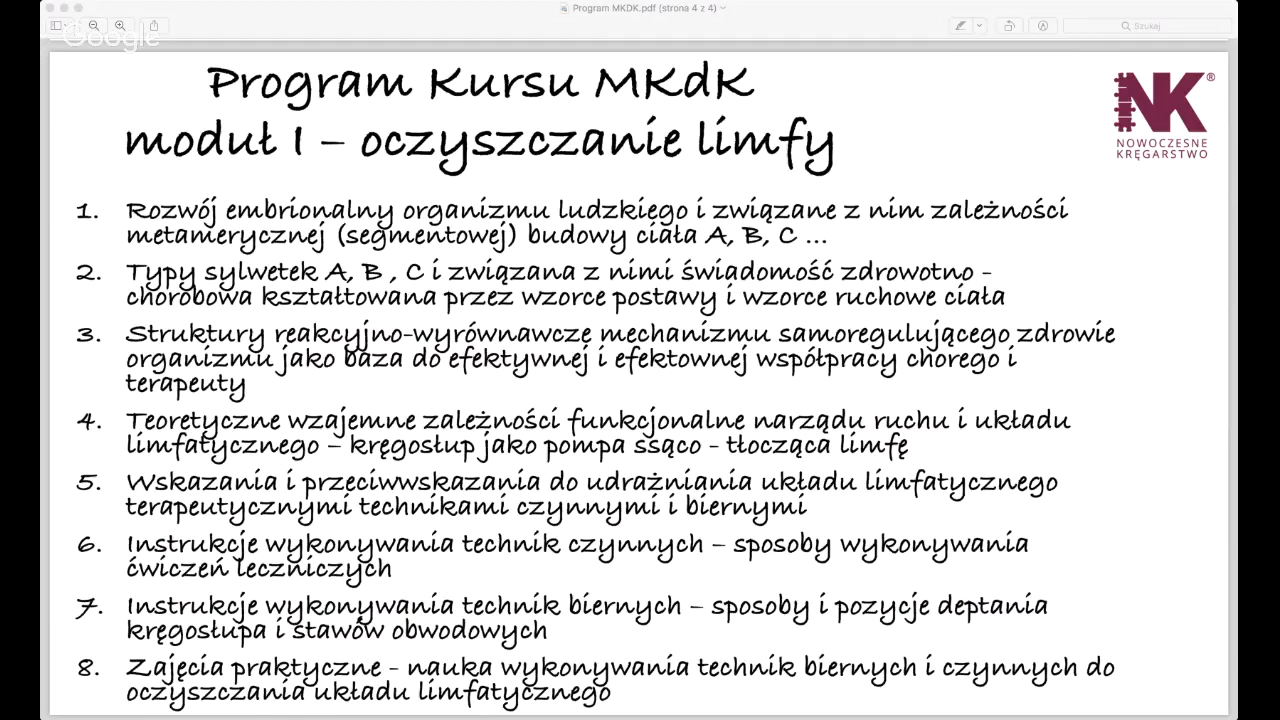 Program MKDK.pdf (strona 4 z 4)
Szukaj
Google
Program Kursu MKdK
moduł I – oczyszczanie limfy
NK®
NOWOCZESNE
KRĘGARSTWO
1. Rozwój embrionalny organizmu ludzkiego i związane z nim zależności
metamerycznej (segmentowej) budowy ciała A, B, C ...
2. Typy sylwetek A, B , C i związana z nimi świadomość zdrowotno -
chorobowa kształtowana przez wzorce postawy i wzorce ruchowe ciała
3. Struktury reakcyjno-wyrównawcze mechanizmu samoregulującego zdrowie
organizmu jako baza do efektywnej i efektownej współpracy chorego i
terapeuty
4. Teoretyczne wzajemne zależności funkcjonalne narządu ruchu i układu
limfatycznego – kręgosłup jako pompa ssąco - tłocząca limfę
5. Wskazania i przeciwwskazania do udrażniania układu limfatycznego
terapeutycznymi technikami czynnymi i biernymi
6. Instrukcje wykonywania technik czynnych – sposoby wykonywania
ćwiczeń leczniczych
7. Instrukcje wykonywania technik biernych – sposoby i pozycje deptania
kręgosłupa i stawów obwodowych
8. Zajęcia praktyczne - nauka wykonywania technik biernych i czynnych do
oczyszczania układu limfatycznego